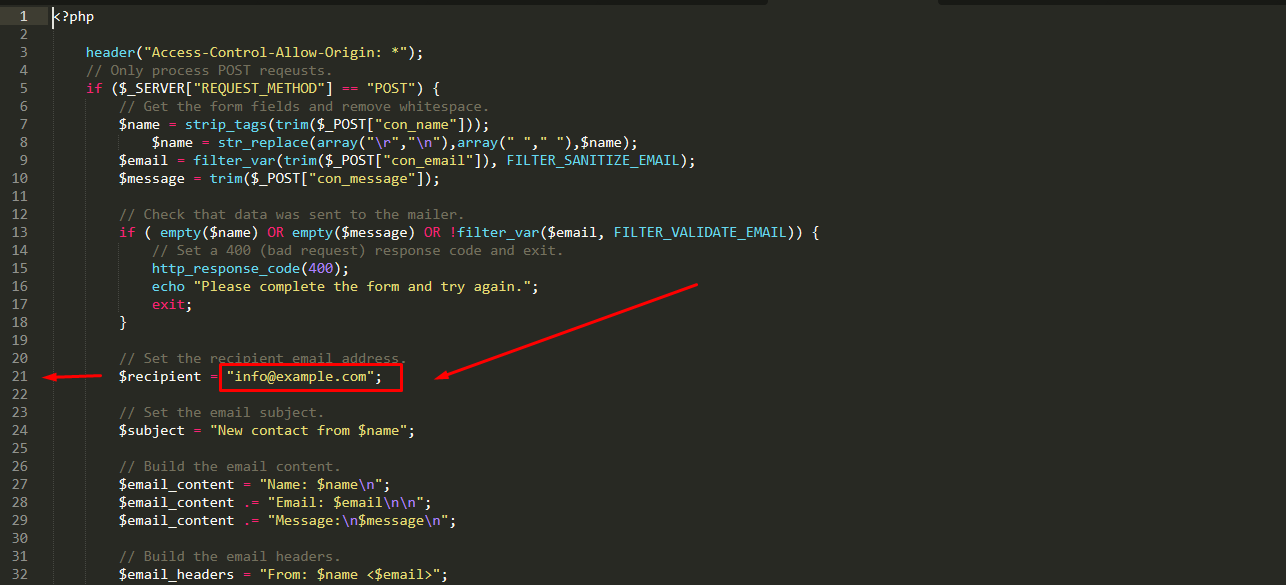 1 <?php
2
3 header("Access-Control-Allow-Origin: *");
4 // Only process POST reqeusts.
5 if ($_SERVER["REQUEST_METHOD"] == "POST") {
6 // Get the form fields and remove whitespace.
7 $name = strip_tags(trim($_POST["con_name"]));
8 $name = str_replace(array("\r","\n"),array(" "," "),$name);
9 $email = filter_var(trim($_POST["con_email"]), FILTER_SANITIZE_EMAIL);
10 $message = trim($_POST["con_message"]);
11
12 // Check that data was sent to the mailer.
13 if ( empty($name) OR empty($message) OR !filter_var($email, FILTER_VALIDATE_EMAIL)) {
14 // Set a 400 (bad request) response code and exit.
15 http_response_code(400);
16 echo "Please complete the form and try again.";
17 exit;
18 }
19
20 // Set the recipient email address.
21 $recipient = "info@example.com";
22
23 // Set the email subject.
24 $subject = "New contact from $name";
25
26 // Build the email content.
27 $email_content = "Name: $name\n";
28 $email_content .= "Email: $email\n\n";
29 $email_content .= "Message:\n$message\n";
30
31 // Build the email headers.
32 $email_headers = "From: $name <$email>";